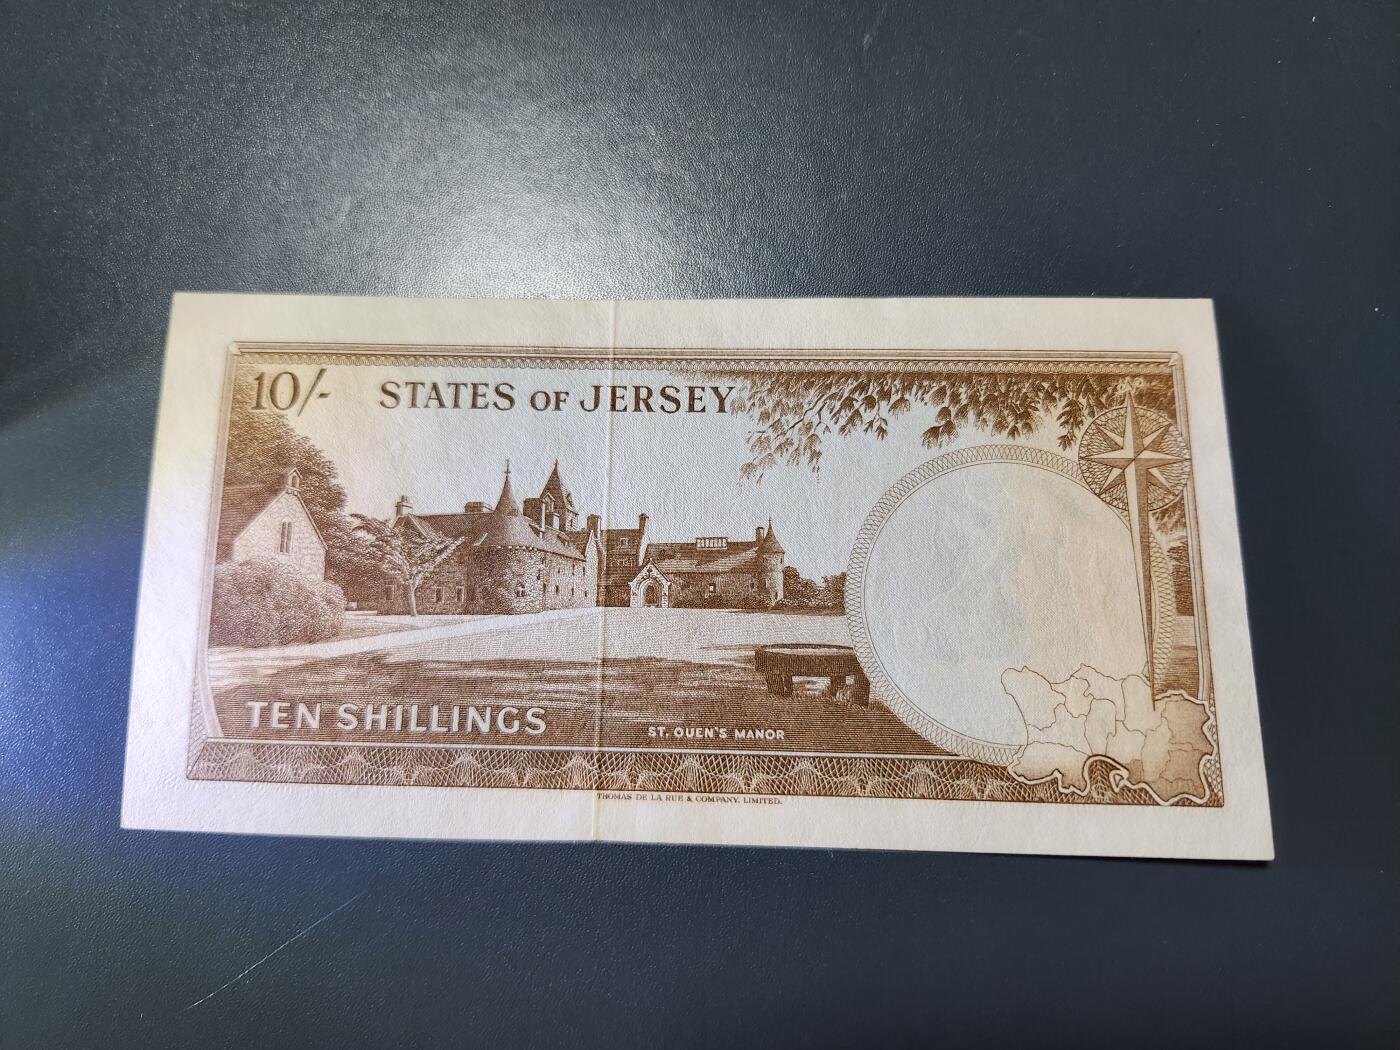 10/-
STATES OF JERSEY
TEN SHILLINGS
ST. OUEN'S MANOR
THOMAS DE LA RUE & COMPANY, LIMITED.